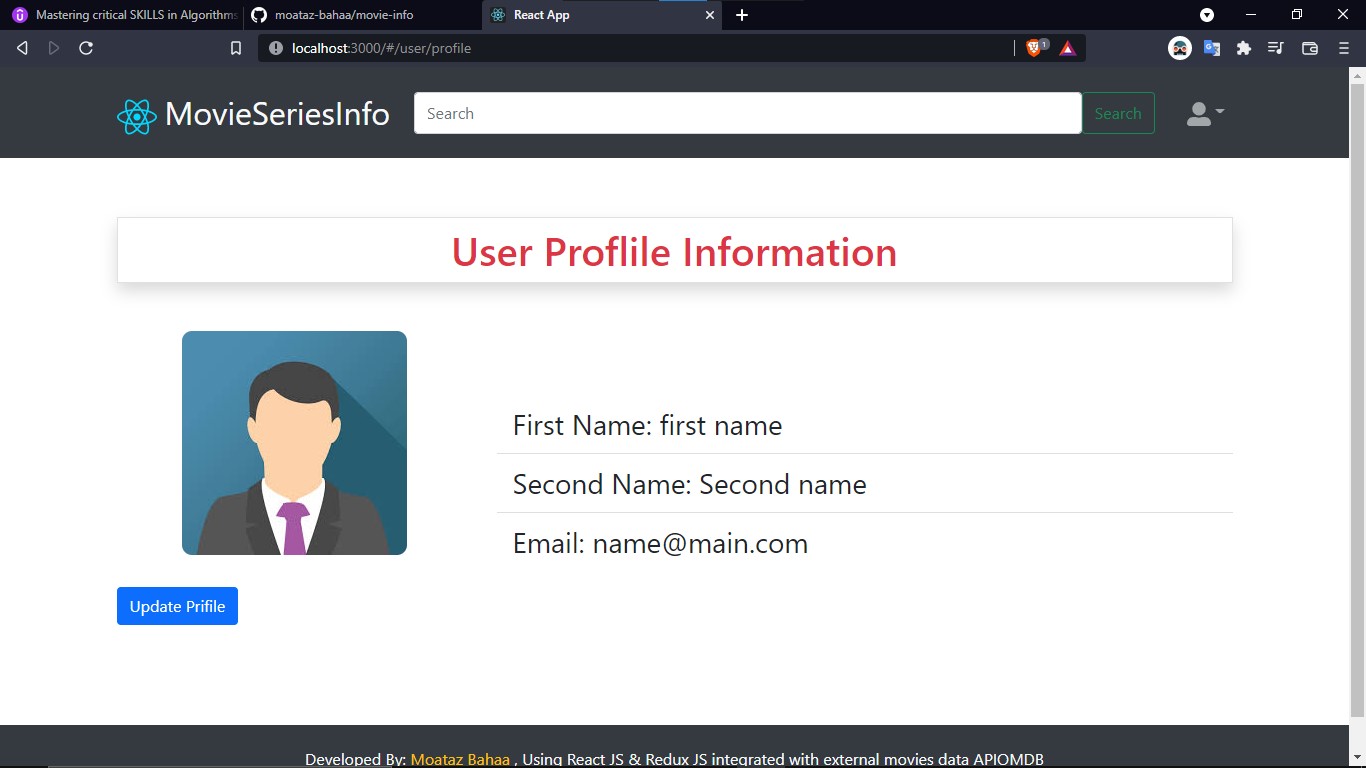 Mastering critical SKILLS in Algorithms
moataz-bahaa/movie-info
React App
localhost:3000/#/user/profile
1
MovieSeriesInfo
Search
Search
User Proflile Information
First Name: first name
Second Name: Second name
Email: name@main.com
Update Prifile
Developed By: Moataz Bahaa , Using React JS & Redux JS integrated with external movies data APIOMDB